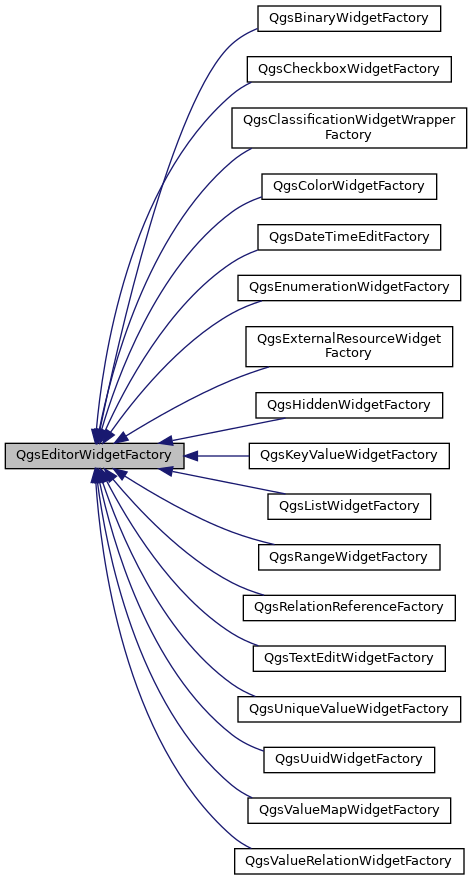 QgsBinaryWidgetFactory
QgsCheckboxWidgetFactory
QgsClassificationWidgetWrapper
Factory
QgsColorWidgetFactory
QgsDateTimeEditFactory
QgsEnumerationWidgetFactory
QgsExternalResourceWidget
Factory
QgsHiddenWidgetFactory
QgsEditorWidgetFactory
QgsKeyValueWidgetFactory
QgsListWidgetFactory
QgsRangeWidgetFactory
QgsRelationReferenceFactory
QgsTextEditWidgetFactory
QgsUniqueValueWidgetFactory
QgsUuidWidgetFactory
QgsValueMapWidgetFactory
QgsValueRelationWidgetFactory